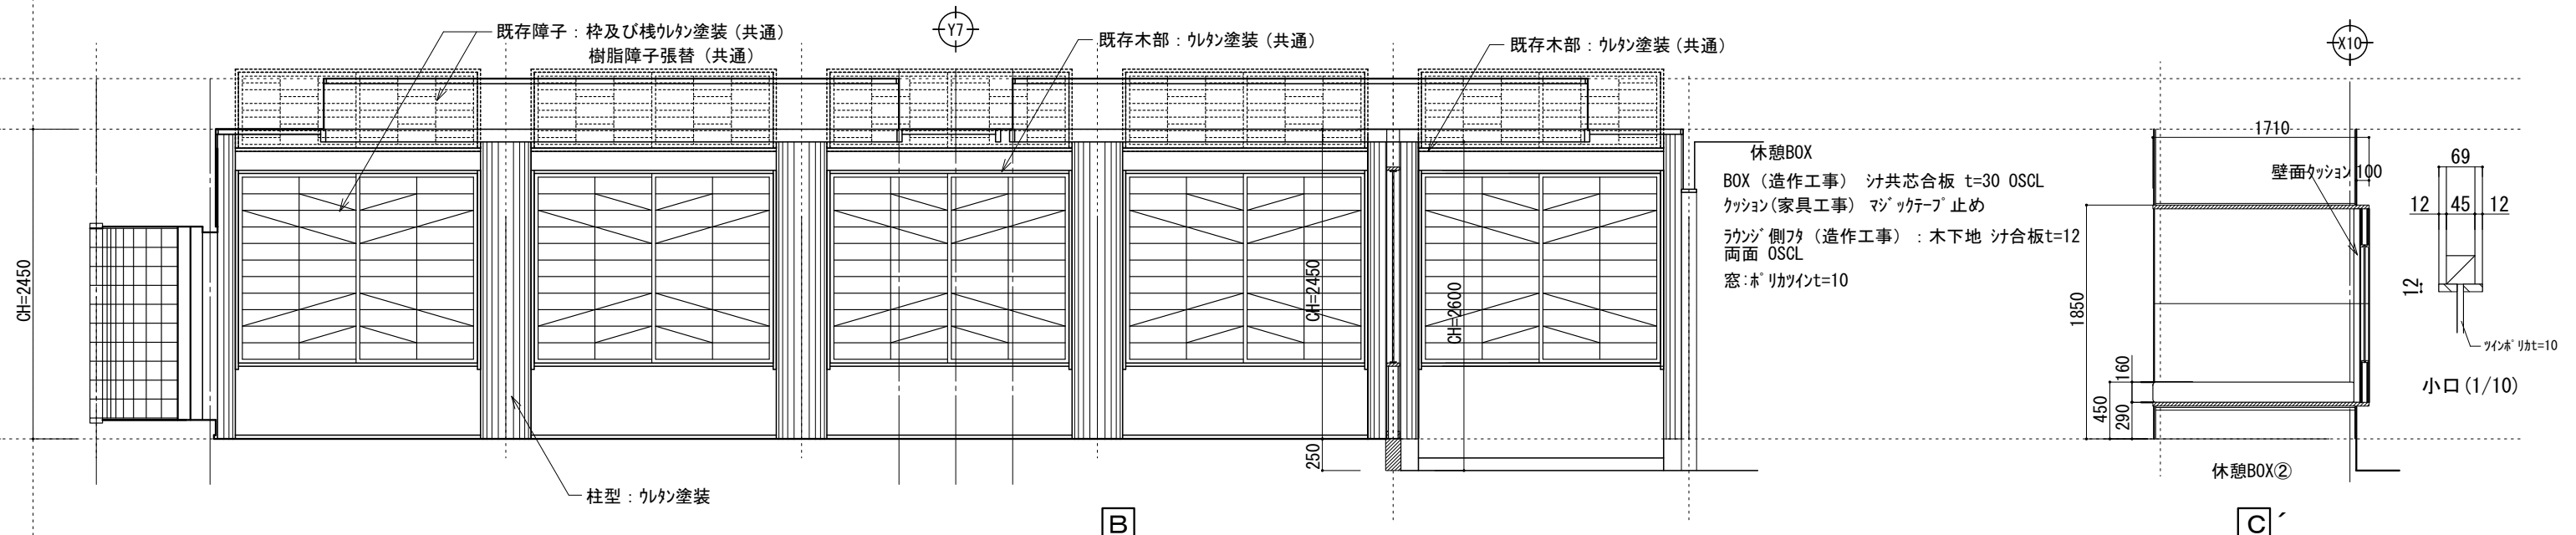 既存障子：枠及び桟ｳﾚﾀﾝ塗装（共通）
樹脂障子張替（共通）
Y7
既存木部：ｳﾚﾀﾝ塗装（共通）
既存木部：ｳﾚﾀﾝ塗装（共通）
X10
CH=2450
CH=2450
CH=2600
250
柱型：ｳﾚﾀﾝ塗装
B
休憩BOX
BOX（造作工事） ｼﾅ共芯合板 t=30 OSCL
ｸｯｼｮﾝ(家具工事) ﾏｼﾞｯｸﾃｰﾌﾟ止め
ﾗｳﾝｼﾞ側ﾌﾀ（造作工事）：木下地 ｼﾅ合板t=12
両面 OSCL
窓:ﾎﾟﾘｶﾂｲﾝt=10
1710
壁面ｸｯｼｮﾝ 100
1850
450
160
290
休憩BOX②
C´
69
12 45 12
12
ﾂｲﾝﾎﾟﾘｶt=10
小口(1/10)